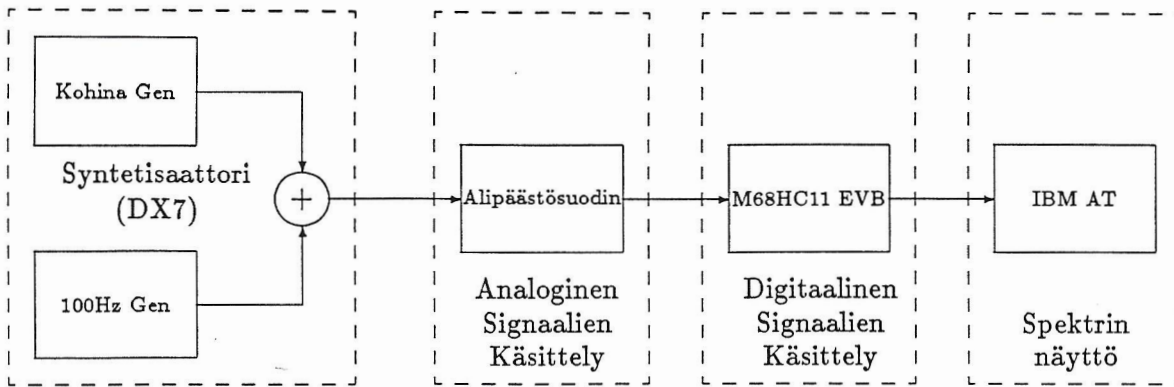 Kohina Gen
Syntetisaattori
(DX7)
+
100Hz Gen
Alipäästösuodin
Analoginen
Signaalien
Käsittely
M68HC11 EVB
Digitaalinen
Signaalien
Käsittely
IBM AT
Spektrin
näyttö